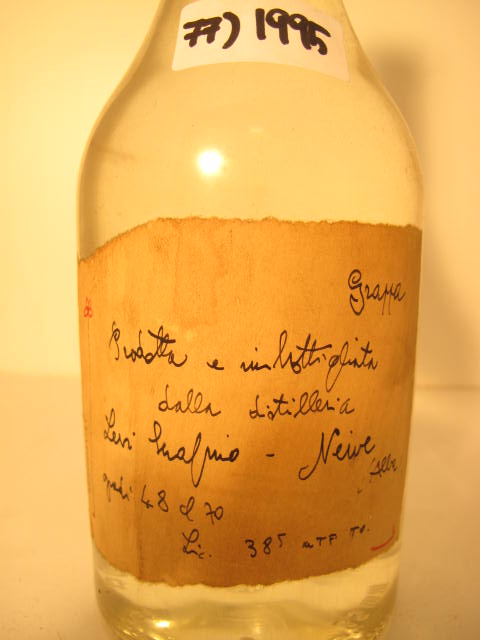 77) 1995
Grappa
Prodotta e imbottigliata
dalla distilleria
Levi Serafino - Neive
(Alba
gradi 48 cl 70
Lic. 385 UTF TO.